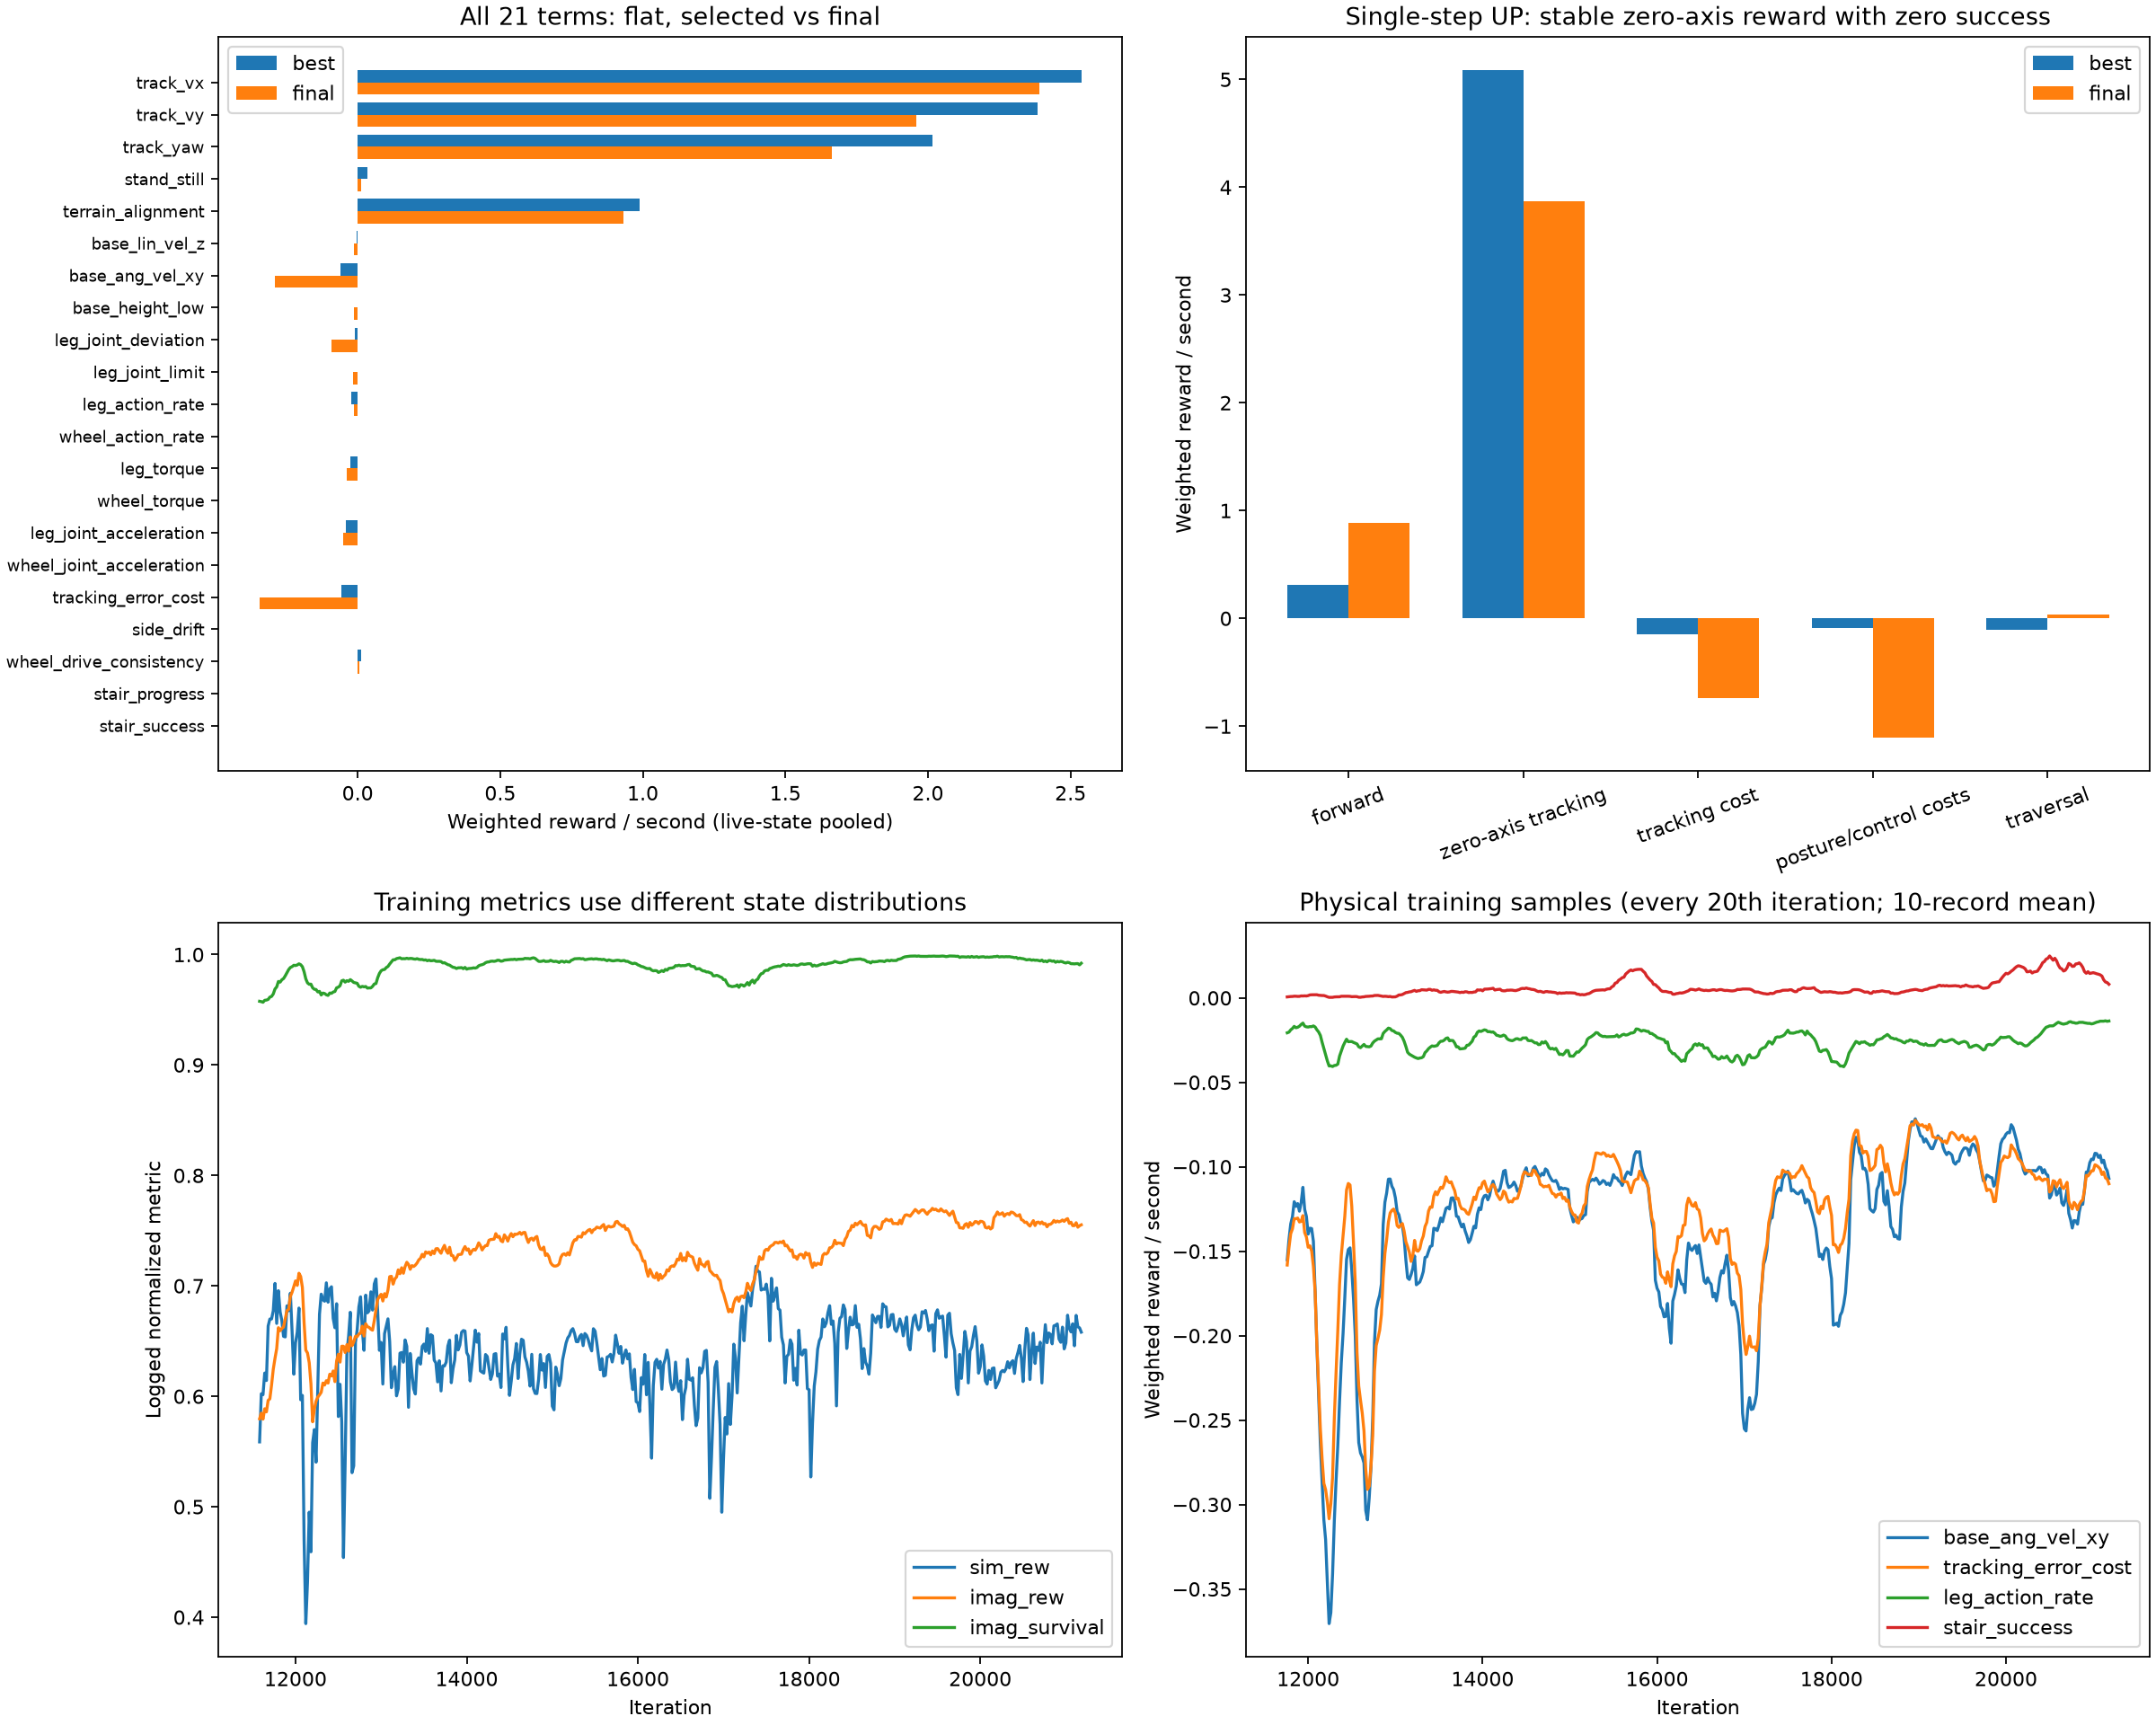 All 21 terms: flat, selected vs final
best
final
track_vx
track_vy
track_yaw
stand_still
terrain_alignment
base_lin_vel_z
base_ang_vel_xy
base_height_low
leg_joint_deviation
leg_joint_limit
leg_action_rate
wheel_action_rate
leg_torque
wheel_torque
leg_joint_acceleration
wheel_joint_acceleration
tracking_error_cost
side_drift
wheel_drive_consistency
stair_progress
stair_success
0.0 0.5 1.0 1.5 2.0 2.5
Weighted reward / second (live-state pooled)
Single-step UP: stable zero-axis reward with zero success
best
final
Weighted reward / second
5
4
3
2
1
0
−1
forward
zero-axis tracking
tracking cost
posture/control costs
traversal
Training metrics use different state distributions
Logged normalized metric
1.0
0.9
0.8
0.7
0.6
0.5
0.4
sim_rew
imag_rew
imag_survival
12000 14000 16000 18000 20000
Iteration
Physical training samples (every 20th iteration; 10-record mean)
Weighted reward / second
0.00
−0.05
−0.10
−0.15
−0.20
−0.25
−0.30
−0.35
base_ang_vel_xy
tracking_error_cost
leg_action_rate
stair_success
12000 14000 16000 18000 20000
Iteration